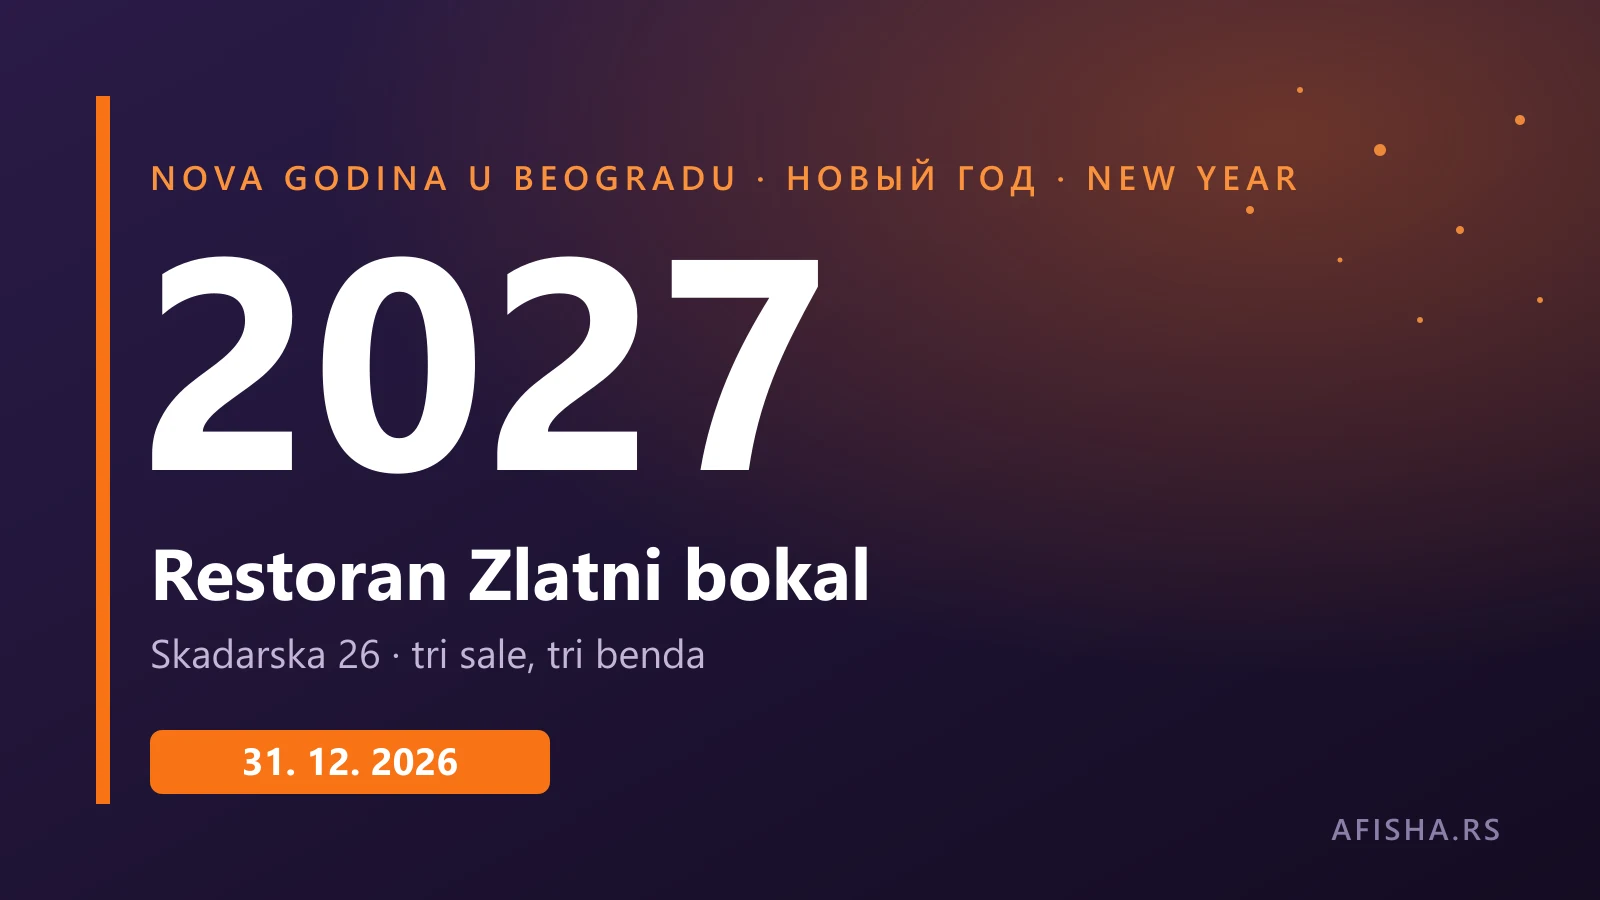 NOVA GODINA U BEOGRADU · НОВЫЙ ГОД · NEW YEAR
2027
Restoran Zlatni bokal
Skadarska 26 · tri sale, tri benda
31. 12. 2026
AFISHA.RS